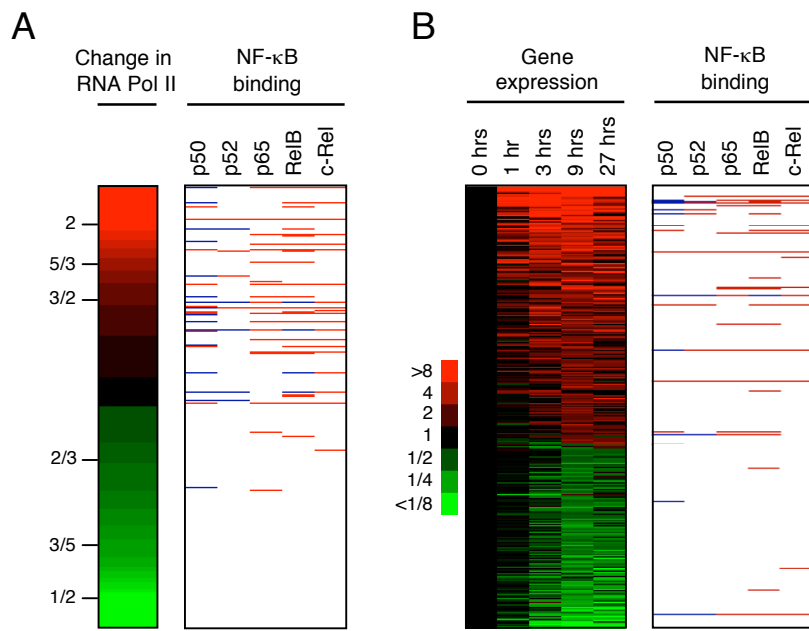 A
Change in
RNA Pol II
NF-κB
binding
p50
p52
p65
RelB
c-Rel
2
5/3
3/2
2/3
3/5
1/2
B
Gene
expression
NF-κB
binding
0 hrs
1 hr
3 hrs
9 hrs
27 hrs
p50
p52
p65
RelB
c-Rel
>8
4
2
1
1/2
1/4
<1/8